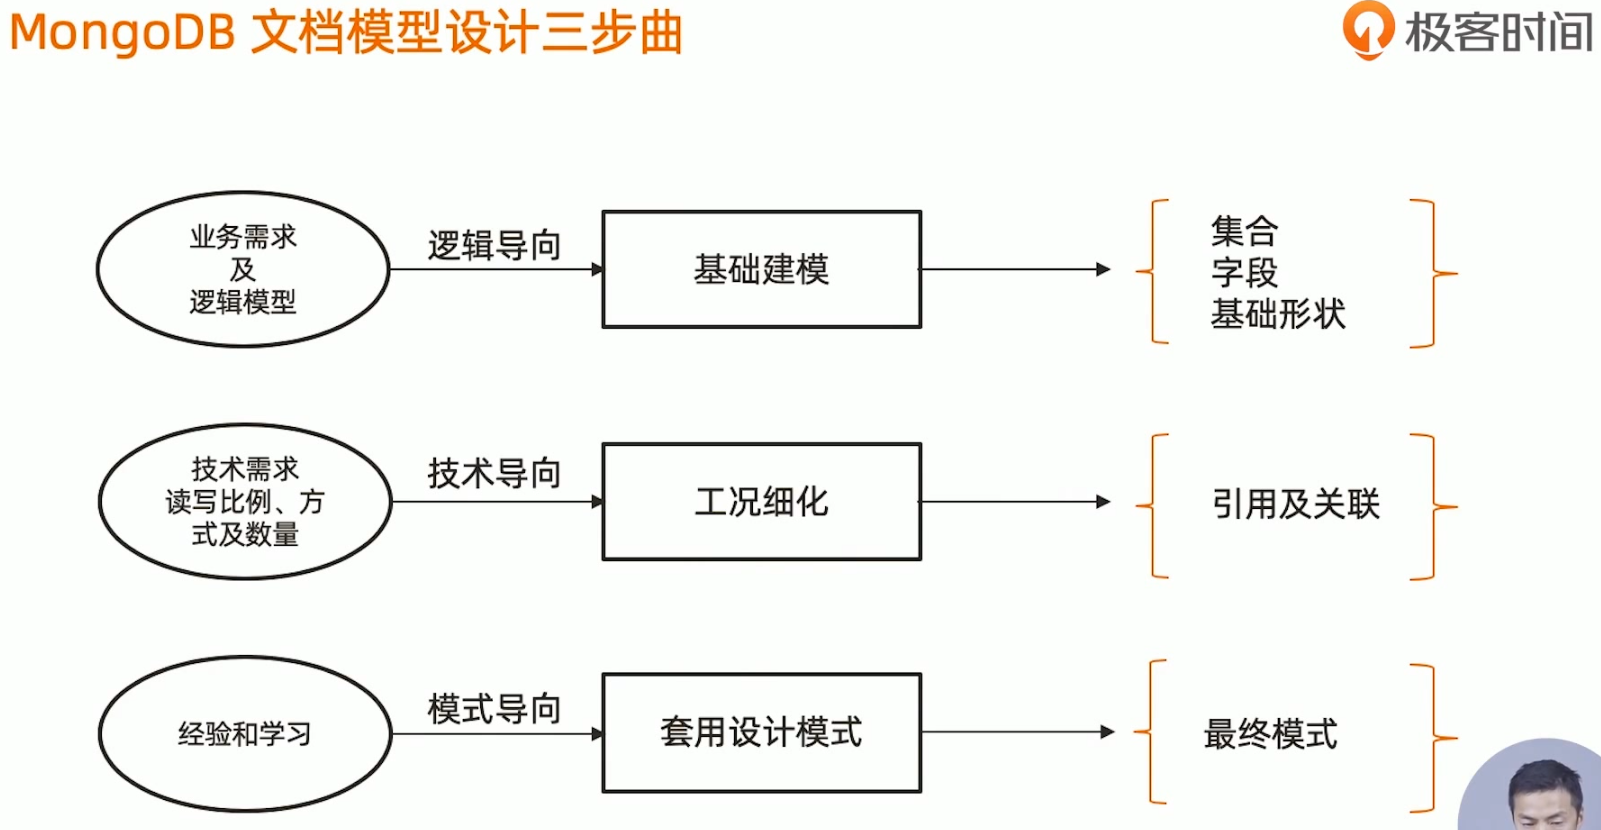 MongoDB 文档模型设计三步曲
极客时间
业务需求
及
逻辑模型
逻辑导向
基础建模
集合
字段
基础形状
技术需求
读写比例、方
式及数量
技术导向
工况细化
引用及关联
经验和学习
模式导向
套用设计模式
最终模式